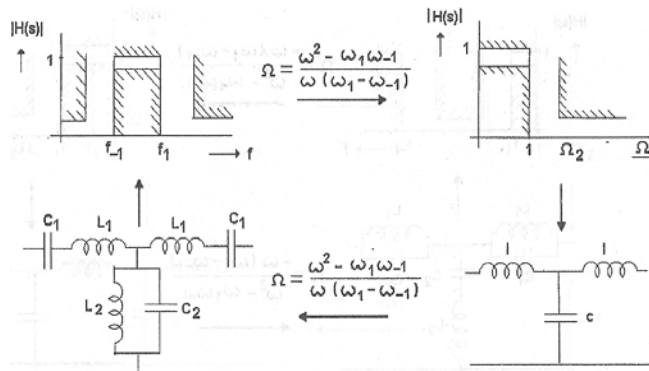 |H(s)|
1
f₋₁
f₁
f
Ω = (ω² − ω₁ω₋₁) / (ω (ω₁ − ω₋₁))
|H(s)|
1
1
Ω₂
Ω
C₁
L₁
L₁
C₁
L₂
C₂
Ω = (ω² − ω₁ω₋₁) / (ω (ω₁ − ω₋₁))
l
l
c